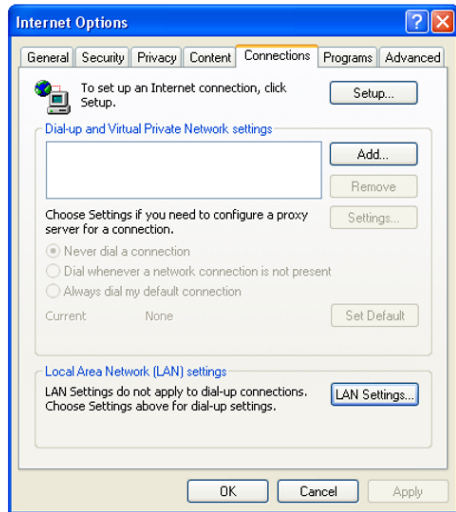 Internet Options
General Security Privacy Content Connections Programs Advanced
To set up an Internet connection, click
Setup.
Setup...
Dial-up and Virtual Private Network settings
Add...
Remove
Choose Settings if you need to configure a proxy
server for a connection.
Settings...
Never dial a connection
Dial whenever a network connection is not present
Always dial my default connection
Current None
Set Default
Local Area Network (LAN) settings
LAN Settings do not apply to dial-up connections.
Choose Settings above for dial-up settings.
LAN Settings...
OK Cancel Apply